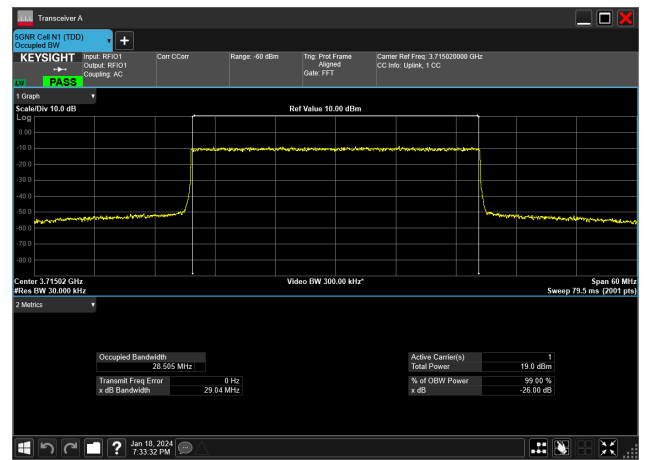 Transceiver A
5GNR Cell N1 (TDD)
Occupied BW
KEYSIGHT
Input: RFIO1
Output: RFIO1
Coupling: AC
PASS
Corr CCorr
Range: -60 dBm
Trig: Prot Frame
Aligned
Gate: FFT
Carrier Ref Freq: 3.715020000 GHz
CC Info: Uplink, 1 CC
1 Graph
Scale/Div 10.0 dB
Ref Value 10.00 dBm
Log
0.00
-10.0
-20.0
-30.0
-40.0
-50.0
-60.0
-70.0
-80.0
Center 3.71502 GHz
Video BW 300.00 kHz*
Span 60 MHz
#Res BW 30.000 kHz
Sweep 79.5 ms (2001 pts)
2 Metrics
Occupied Bandwidth
28.505 MHz
Active Carrier(s) 1
Total Power 19.0 dBm
Transmit Freq Error 0 Hz
x dB Bandwidth 29.04 MHz
% of OBW Power 99.00 %
x dB -26.00 dB
Jan 18, 2024
7:33:32 PM